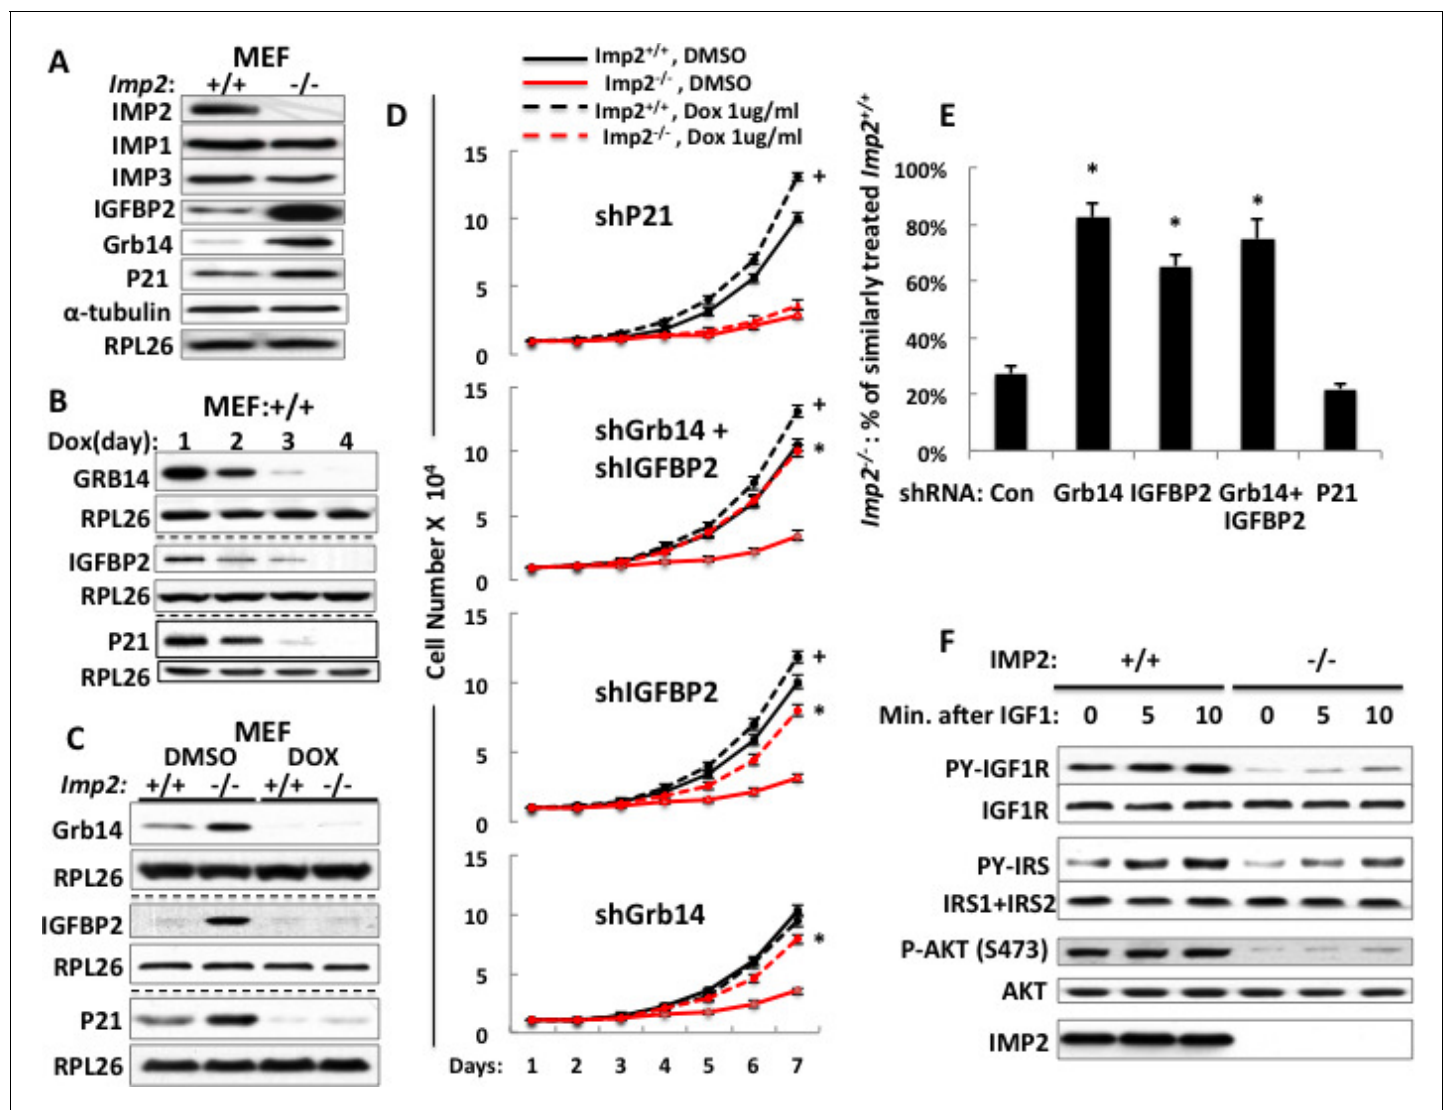 A
MEF
Imp2: +/+ -/-
IMP2
IMP1
IMP3
IGFBP2
Grb14
P21
α-tubulin
RPL26
B
MEF:+/+
Dox(day): 1 2 3 4
GRB14
RPL26
IGFBP2
RPL26
P21
RPL26
C
MEF
DMSO DOX
Imp2: +/+ -/- +/+ -/-
Grb14
RPL26
IGFBP2
RPL26
P21
RPL26
D
Imp2+/+ , DMSO
Imp2-/- , DMSO
Imp2+/+ , Dox 1ug/ml
Imp2-/- , Dox 1ug/ml
Cell Number X 10⁴
15
10
5
0
shP21
+
15
10
5
0
shGrb14 +
shIGFBP2
+
*
15
10
5
0
shIGFBP2
+
*
15
10
5
0
shGrb14
*
Days: 1 2 3 4 5 6 7
E
Imp2-/- : % of similarly treated Imp2+/+
100%
80%
60%
40%
20%
0%
* * *
shRNA: Con Grb14 IGFBP2 Grb14+ P21
IGFBP2
F
IMP2: +/+ -/-
Min. after IGF1: 0 5 10 0 5 10
PY-IGF1R
IGF1R
PY-IRS
IRS1+IRS2
P-AKT (S473)
AKT
IMP2